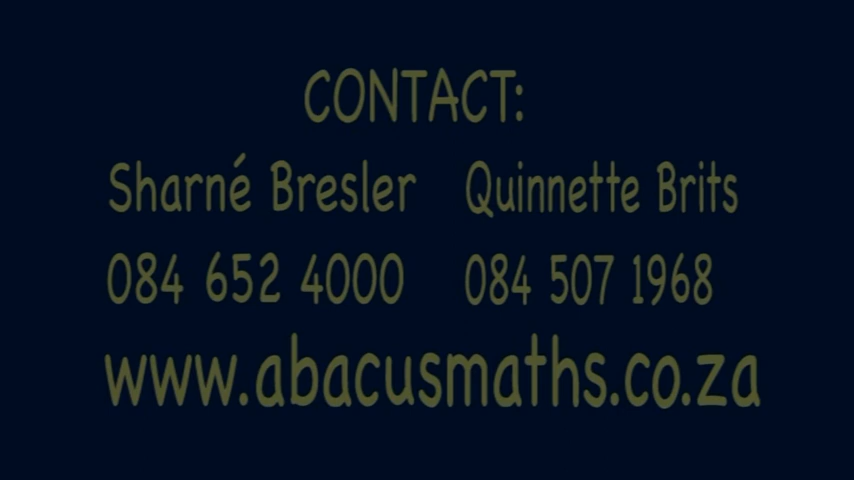 CONTACT:
Sharné Bresler Quinnette Brits
084 652 4000 084 507 1968
www.abacusmaths.co.za